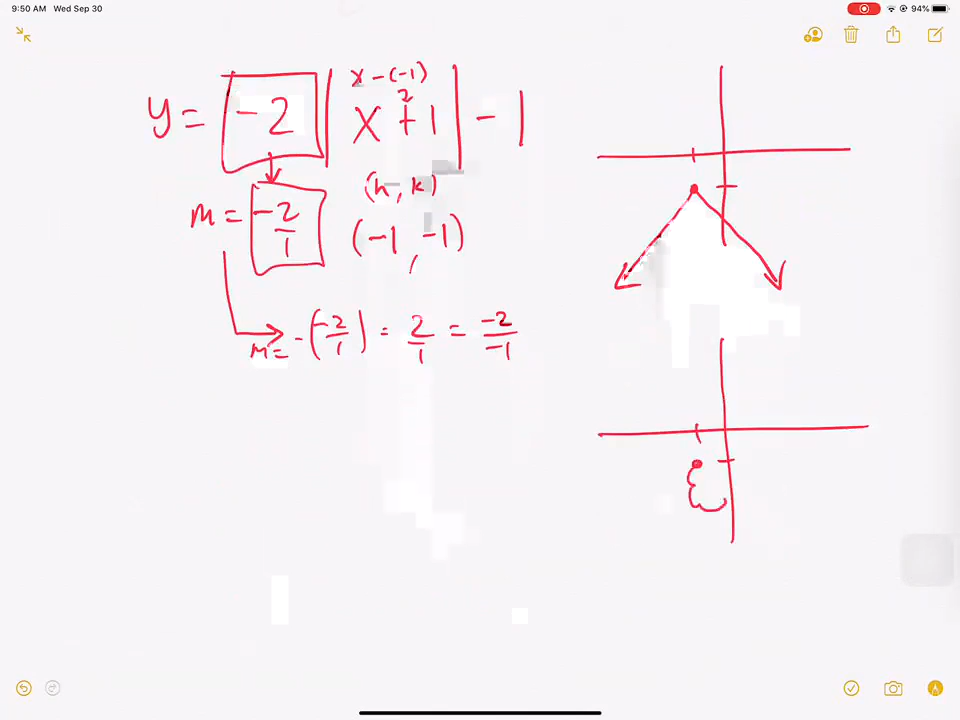 9:50 AM Wed Sep 30
94%
x - (-1)
y = -2 | x + 1 | - 1
(h, k)
m = -2/1
(-1, -1)
m = -(-2/1) = 2/1 = -2/-1